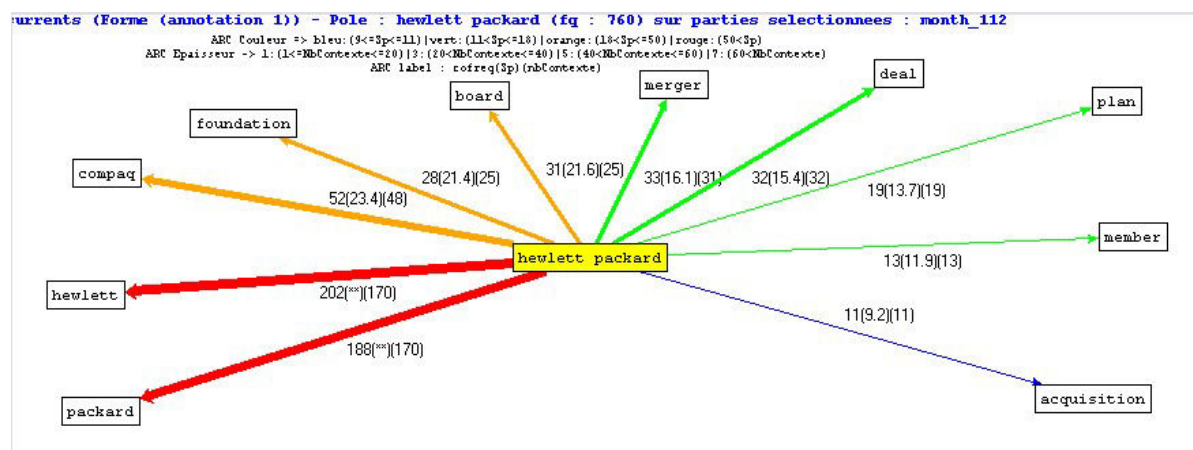 urrents (Forme (annotation 1)) - Pole : hewlett packard (fq : 760) sur parties selectionnees : month_112
ARC Couleur => bleu:(9<=Sp<=11)|vert:(11<Sp<=18)|orange:(18<Sp<=50)|rouge:(50<Sp)
ARC Epaisseur -> 1:(1<=NbContexte<=20)|3:(20<NbContexte<=40)|5:(40<NbContexte<=60)|7:(60<NbContexte)
ARC label : cofreq(Sp)(nbContexte)
deal
merger
board
plan
foundation
compaq
31(21.6)(25)
33(16.1)(31)
32(15.4)(32)
28(21.4)(25)
19(13.7)(19)
52(23.4)(48)
member
hewlett packard
13(11.9)(13)
hewlett
202(**)(170)
11(9.2)(11)
188(**)(170)
acquisition
packard